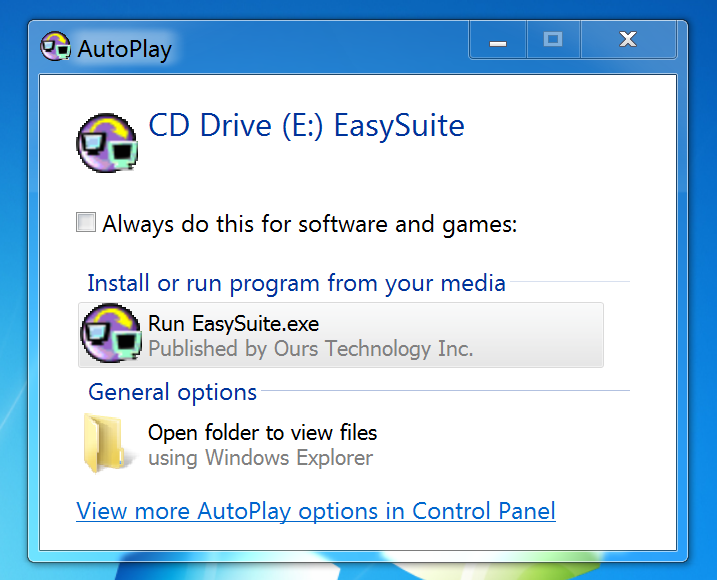 AutoPlay
CD Drive (E:) EasySuite
Always do this for software and games:
Install or run program from your media
Run EasySuite.exe
Published by Ours Technology Inc.
General options
Open folder to view files
using Windows Explorer
View more AutoPlay options in Control Panel